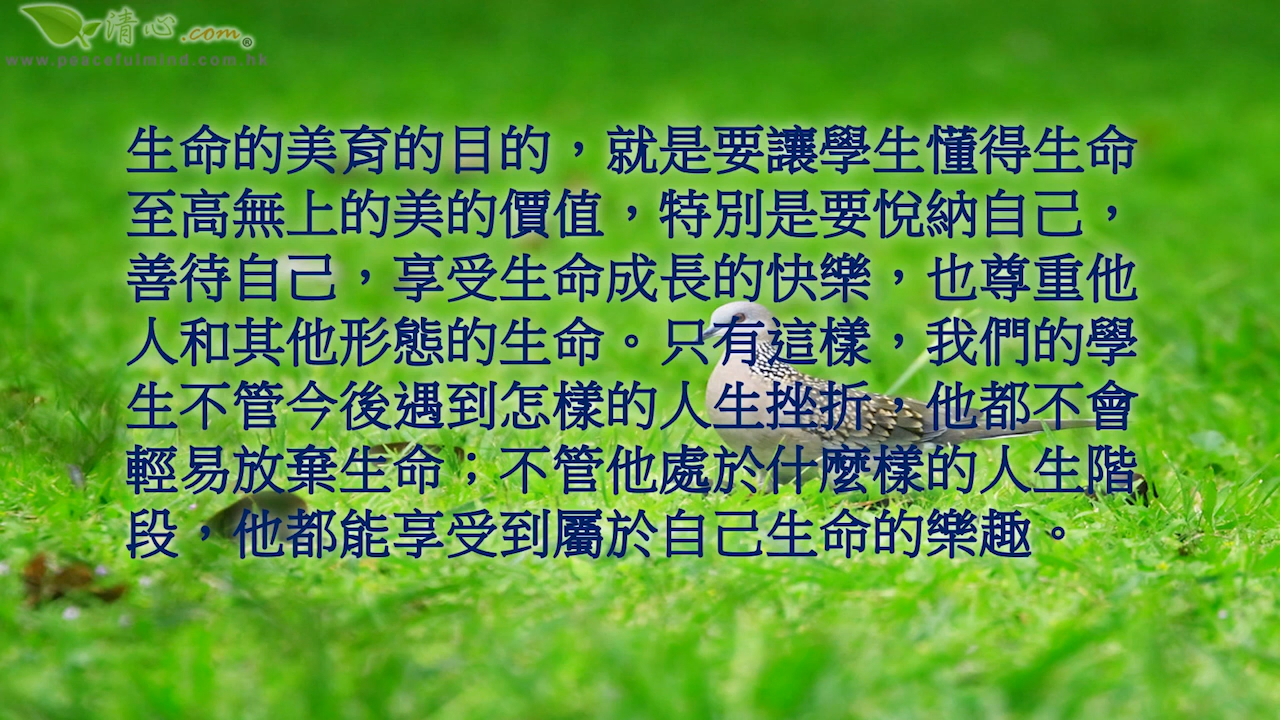 清心.com®
www.peacefulmind.com.hk
生命的美育的目的，就是要讓學生懂得生命
至高無上的美的價值，特別是要悅納自己，
善待自己，享受生命成長的快樂，也尊重他
人和其他形態的生命。只有這樣，我們的學
生不管今後遇到怎樣的人生挫折，他都不會
輕易放棄生命；不管他處於什麼樣的人生階
段，他都能享受到屬於自己生命的樂趣。